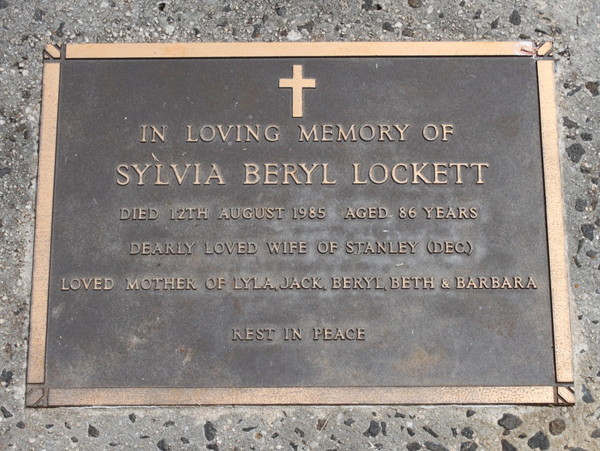 IN LOVING MEMORY OF
SYLVIA BERYL LOCKETT
DIED 12TH AUGUST 1985 AGED 86 YEARS
DEARLY LOVED WIFE OF STANLEY (DEC.)
LOVED MOTHER OF LYLA, JACK, BERYL, BETH & BARBARA
REST IN PEACE